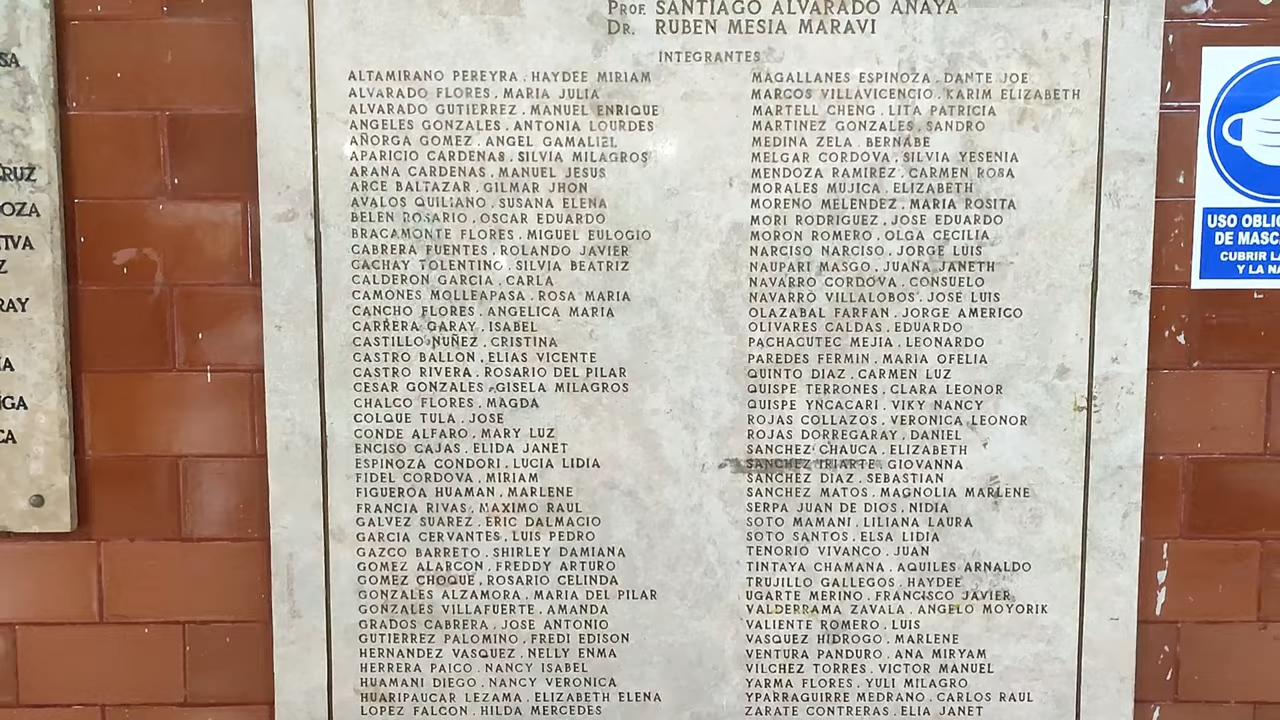 SA
CRUZ
DOZA
TIVA
Z
RAY
IA
IGA
CA
PROF. SANTIAGO ALVARADO ANAYA
DR. RUBEN MESIA MARAVI
INTEGRANTES
ALTAMIRANO PEREYRA . HAYDEE MIRIAM
ALVARADO FLORES . MARIA JULIA
ALVARADO GUTIERREZ . MANUEL ENRIQUE
ANGELES GONZALES . ANTONIA LOURDES
AÑORGA GOMEZ . ANGEL GAMALIEL
APARICIO CARDENAS . SILVIA MILAGROS
ARANA CARDENAS . MANUEL JESUS
ARCE BALTAZAR . GILMAR JHON
AVALOS QUILIANO . SUSANA ELENA
BELEN ROSARIO . OSCAR EDUARDO
BRACAMONTE FLORES . MIGUEL EULOGIO
CABRERA FUENTES . ROLANDO JAVIER
CACHAY TOLENTINO . SILVIA BEATRIZ
CALDERON GARCIA . CARLA
CAMONES MOLLEAPASA . ROSA MARIA
CANCHO FLORES . ANGELICA MARIA
CARRERA GARAY . ISABEL
CASTILLO NUÑEZ . CRISTINA
CASTRO BALLON . ELIAS VICENTE
CASTRO RIVERA . ROSARIO DEL PILAR
CESAR GONZALES . GISELA MILAGROS
CHALCO FLORES . MAGDA
COLQUE TULA . JOSE
CONDE ALFARO . MARY LUZ
ENCISO CAJAS . ELIDA JANET
ESPINOZA CONDORI . LUCIA LIDIA
FIDEL CORDOVA . MIRIAM
FIGUEROA HUAMAN . MARLENE
FRANCIA RIVAS . MAXIMO RAUL
GALVEZ SUAREZ . ERIC DALMACIO
GARCIA CERVANTES . LUIS PEDRO
GAZCO BARRETO . SHIRLEY DAMIANA
GOMEZ ALARCON . FREDDY ARTURO
GOMEZ CHOQUE . ROSARIO CELINDA
GONZALES ALZAMORA . MARIA DEL PILAR
GONZALES VILLAFUERTE . AMANDA
GRADOS CABRERA . JOSE ANTONIO
GUTIERREZ PALOMINO . FREDI EDISON
HERNANDEZ VASQUEZ . NELLY ENMA
HERRERA PAICO . NANCY ISABEL
HUAMANI DIEGO . NANCY VERONICA
HUARIPAUCAR LEZAMA . ELIZABETH ELENA
LOPEZ FALCON . HILDA MERCEDES
MAGALLANES ESPINOZA . DANTE JOE
MARCOS VILLAVICENCIO . KARIM ELIZABETH
MARTELL CHENG . LITA PATRICIA
MARTINEZ GONZALES . SANDRO
MEDINA ZELA . BERNABE
MELGAR CORDOVA . SILVIA YESENIA
MENDOZA RAMIREZ . CARMEN ROSA
MORALES MUJICA . ELIZABETH
MORENO MELENDEZ . MARIA ROSITA
MORI RODRIGUEZ . JOSE EDUARDO
MORON ROMERO . OLGA CECILIA
NARCISO NARCISO . JORGE LUIS
NAUPARI MASGO . JUANA JANETH
NAVARRO CORDOVA . CONSUELO
NAVARRO VILLALOBOS . JOSE LUIS
OLAZABAL FARFAN . JORGE AMERICO
OLIVARES CALDAS . EDUARDO
PACHACUTEC MEJIA . LEONARDO
PAREDES FERMIN . MARIA OFELIA
QUINTO DIAZ . CARMEN LUZ
QUISPE TERRONES . CLARA LEONOR
QUISPE YNCACARI . VIKY NANCY
ROJAS COLLAZOS . VERONICA LEONOR
ROJAS DORREGARAY . DANIEL
SANCHEZ CHAUCA . ELIZABETH
SANCHEZ IRIARTE . GIOVANNA
SANCHEZ DIAZ . SEBASTIAN
SANCHEZ MATOS . MAGNOLIA MARLENE
SERPA JUAN DE DIOS . NIDIA
SOTO MAMANI . LILIANA LAURA
SOTO SANTOS . ELSA LIDIA
TENORIO VIVANCO . JUAN
TINTAYA CHAMANA . AQUILES ARNALDO
TRUJILLO GALLEGOS . HAYDEE
UGARTE MERINO . FRANCISCO JAVIER
VALDERRAMA ZAVALA . ANGELO MOYORIK
VALIENTE ROMERO . LUIS
VASQUEZ HIDROGO . MARLENE
VENTURA PANDURO . ANA MIRYAM
VILCHEZ TORRES . VICTOR MANUEL
YARMA FLORES . YULI MILAGRO
YPARRAGUIRRE MEDRANO . CARLOS RAUL
ZARATE CONTRERAS . ELIA JANET
USO OBLIG
DE MASC
CUBRIR LA
Y LA NA